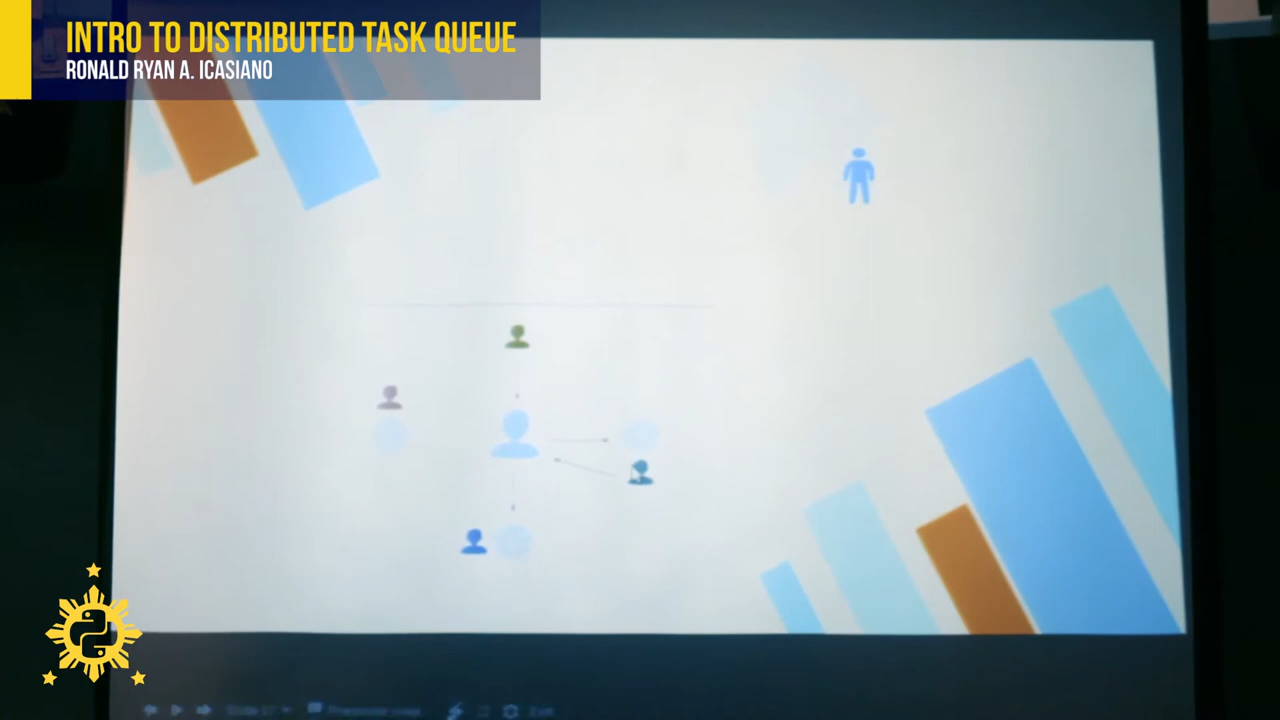 INTRO TO DISTRIBUTED TASK QUEUE
RONALD RYAN A. ICASIANO